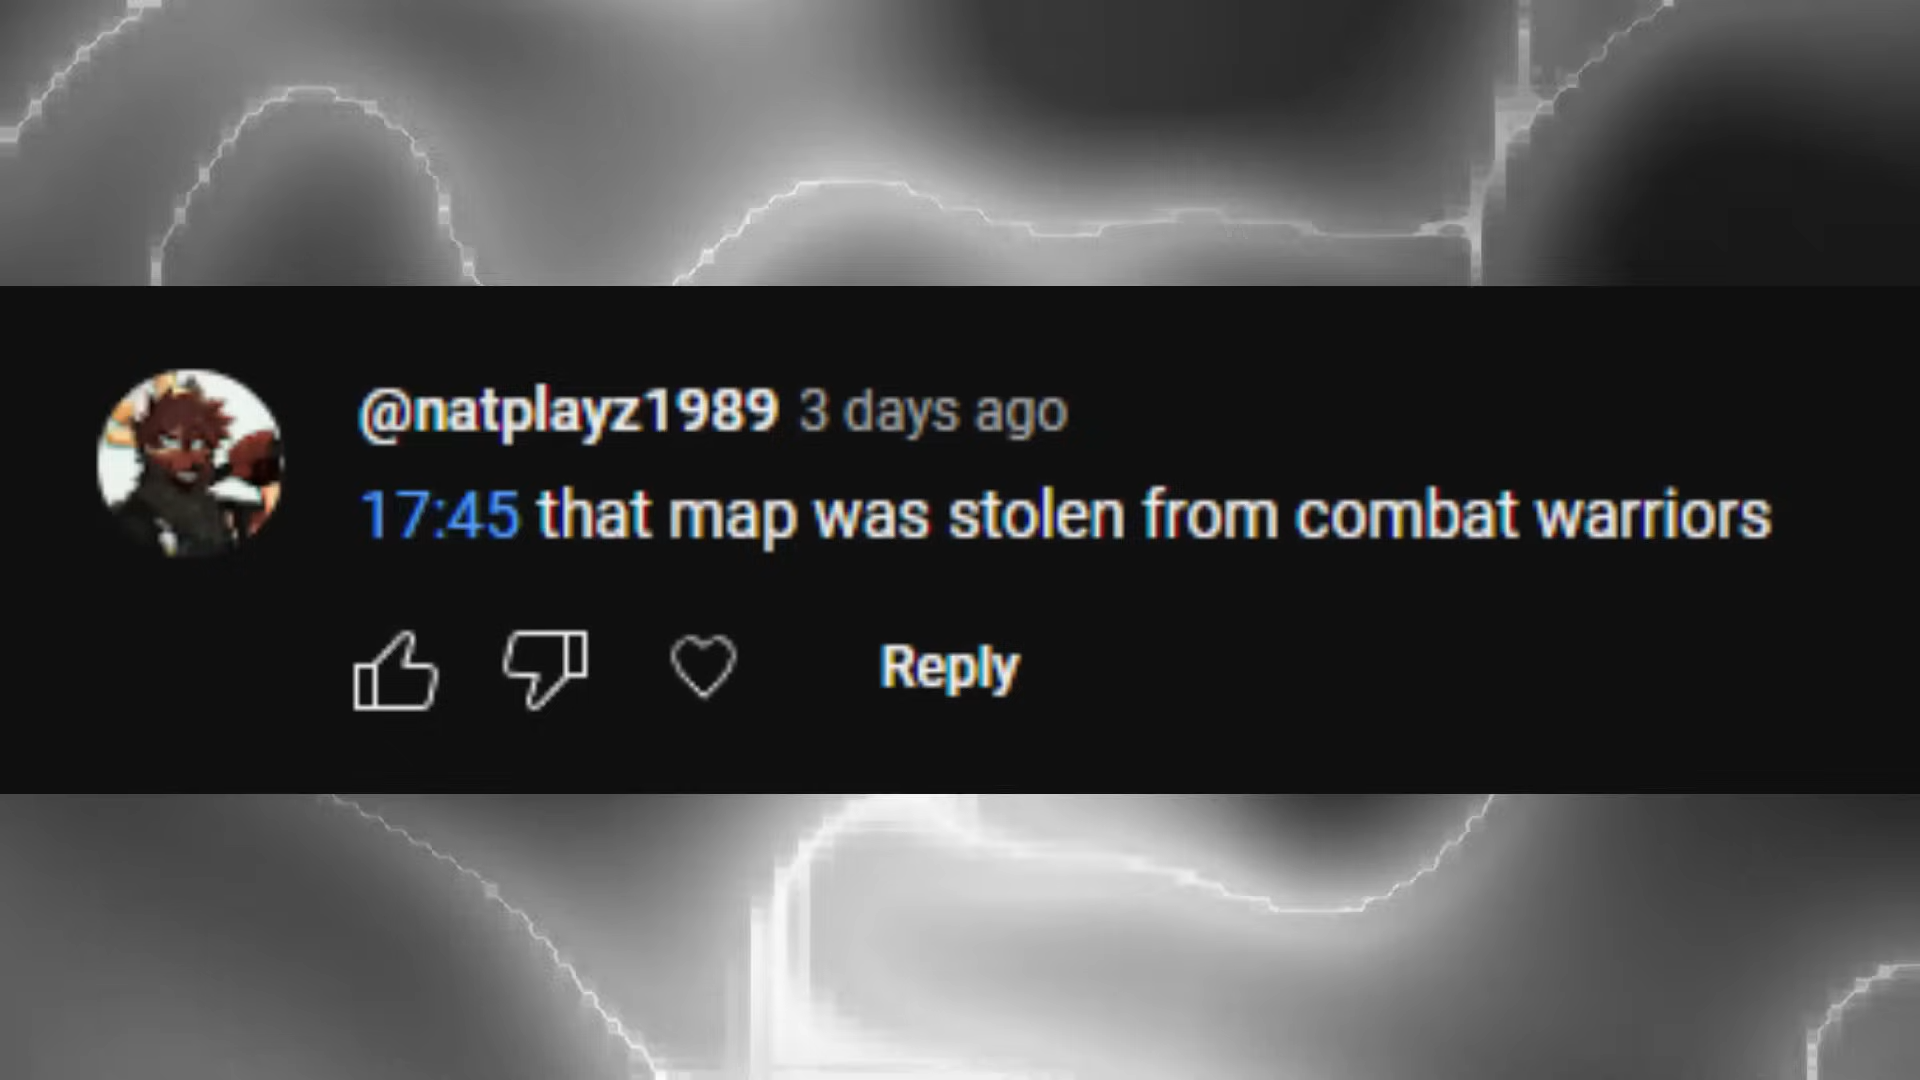 @natplayz1989 3 days ago
17:45 that map was stolen from combat warriors
Reply